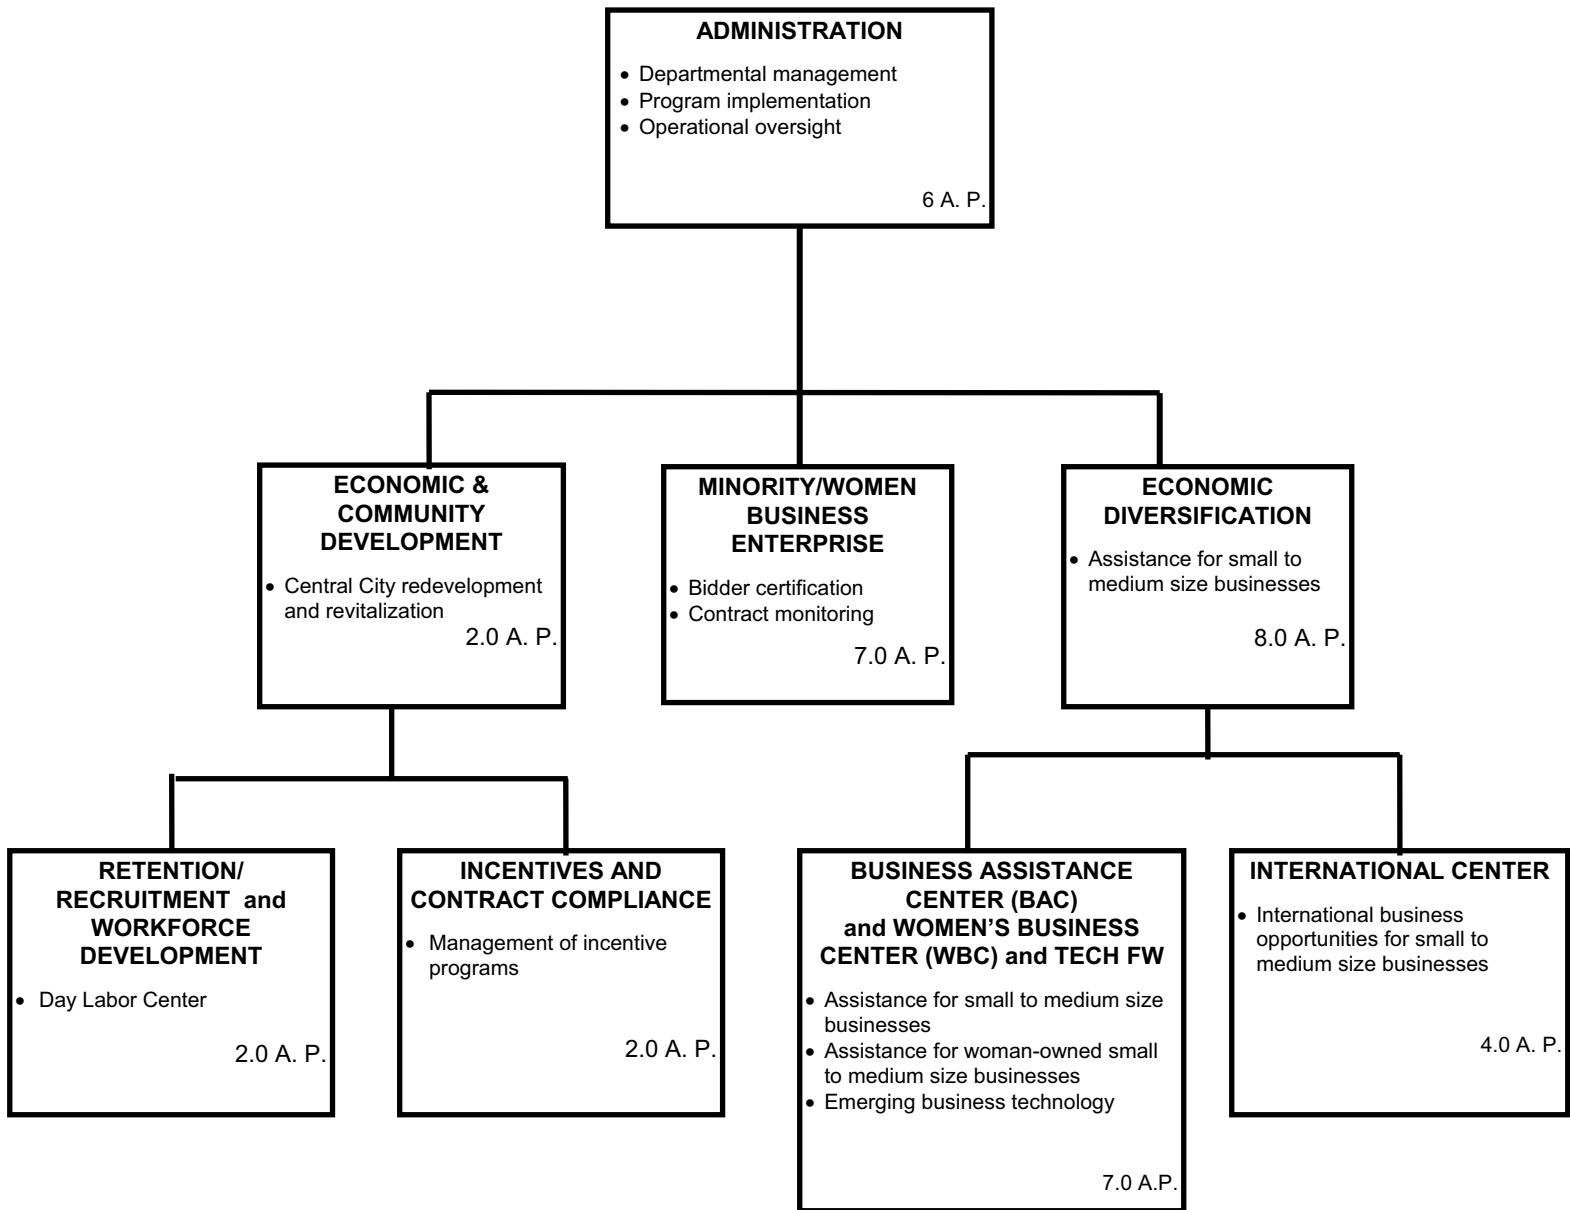 ADMINISTRATION
• Departmental management
• Program implementation
• Operational oversight
6 A. P.
ECONOMIC &
COMMUNITY
DEVELOPMENT
• Central City redevelopment
and revitalization
2.0 A. P.
MINORITY/WOMEN
BUSINESS
ENTERPRISE
• Bidder certification
• Contract monitoring
7.0 A. P.
ECONOMIC
DIVERSIFICATION
• Assistance for small to
medium size businesses
8.0 A. P.
RETENTION/
RECRUITMENT and
WORKFORCE
DEVELOPMENT
• Day Labor Center
2.0 A. P.
INCENTIVES AND
CONTRACT COMPLIANCE
• Management of incentive
programs
2.0 A. P.
BUSINESS ASSISTANCE
CENTER (BAC)
and WOMEN’S BUSINESS
CENTER (WBC) and TECH FW
• Assistance for small to medium size
businesses
• Assistance for woman-owned small
to medium size businesses
• Emerging business technology
7.0 A.P.
INTERNATIONAL CENTER
• International business
opportunities for small to
medium size businesses
4.0 A. P.